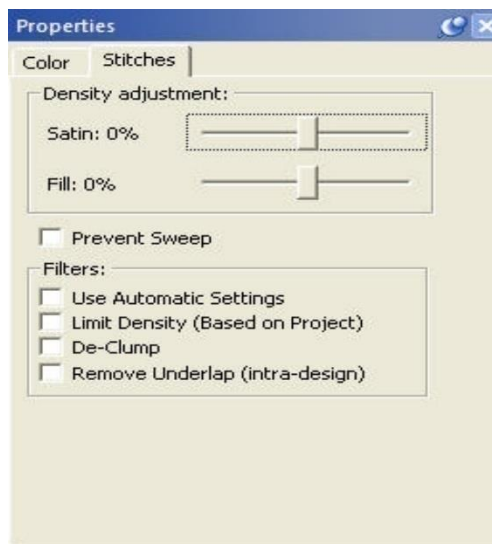 Properties
Color Stitches
Density adjustment:
Satin: 0%
Fill: 0%
Prevent Sweep
Filters:
Use Automatic Settings
Limit Density (Based on Project)
De-Clump
Remove Underlap (intra-design)